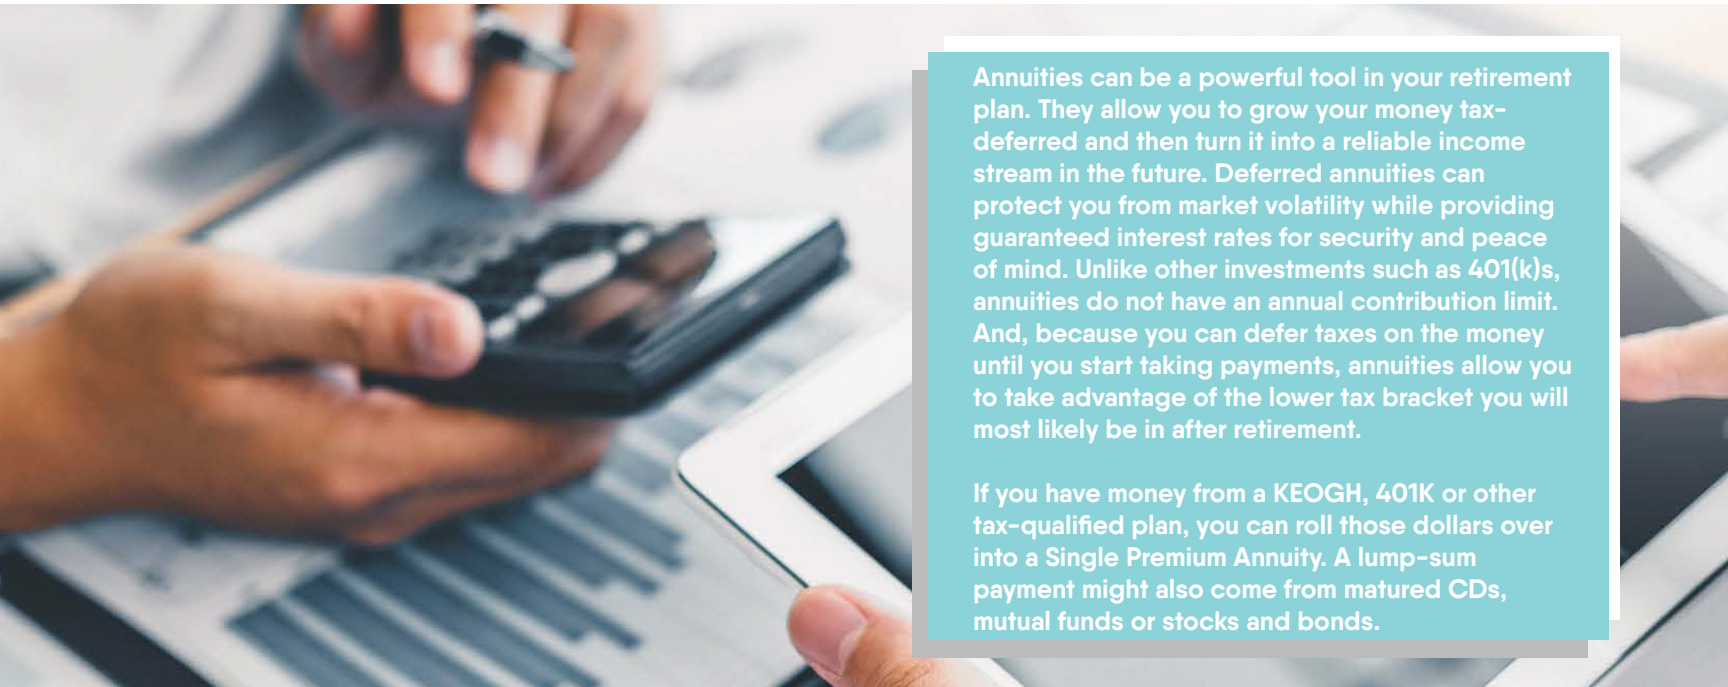 Annuities can be a powerful tool in your retirement
plan. They allow you to grow your money tax-
deferred and then turn it into a reliable income
stream in the future. Deferred annuities can
protect you from market volatility while providing
guaranteed interest rates for security and peace
of mind. Unlike other investments such as 401(k)s,
annuities do not have an annual contribution limit.
And, because you can defer taxes on the money
until you start taking payments, annuities allow you
to take advantage of the lower tax bracket you will
most likely be in after retirement.
If you have money from a KEOGH, 401K or other
tax-qualified plan, you can roll those dollars over
into a Single Premium Annuity. A lump-sum
payment might also come from matured CDs,
mutual funds or stocks and bonds.